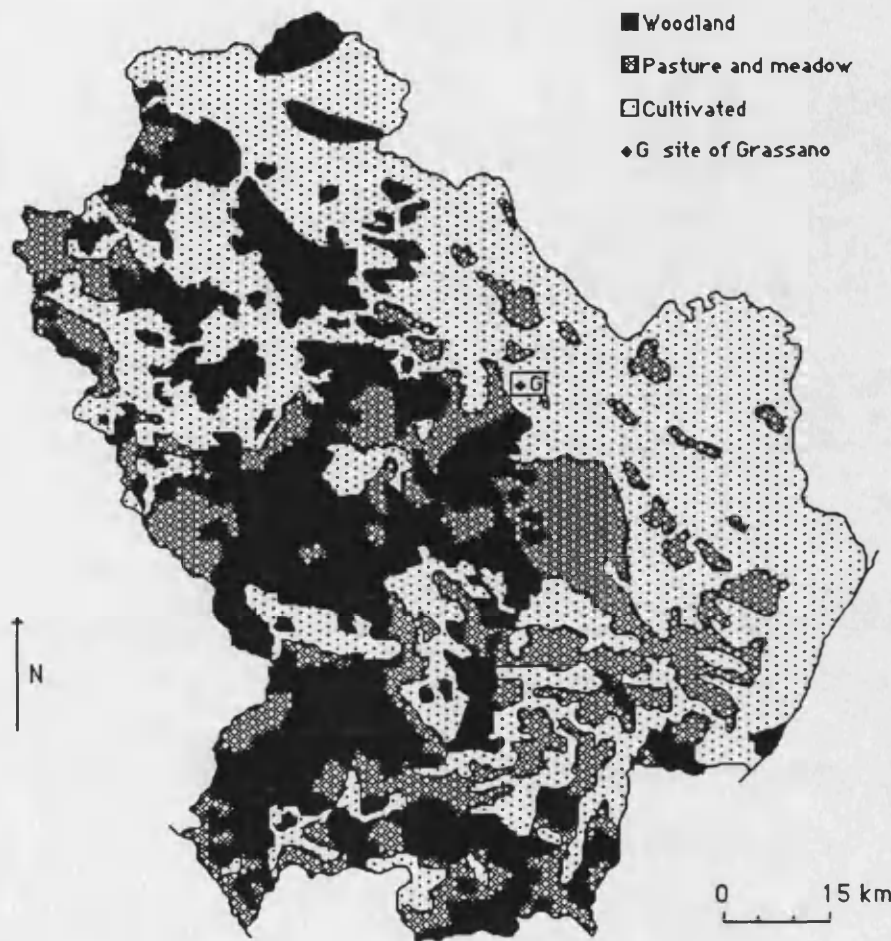 Woodland
Pasture and meadow
Cultivated
G site of Grassano
G
N
0 15 km